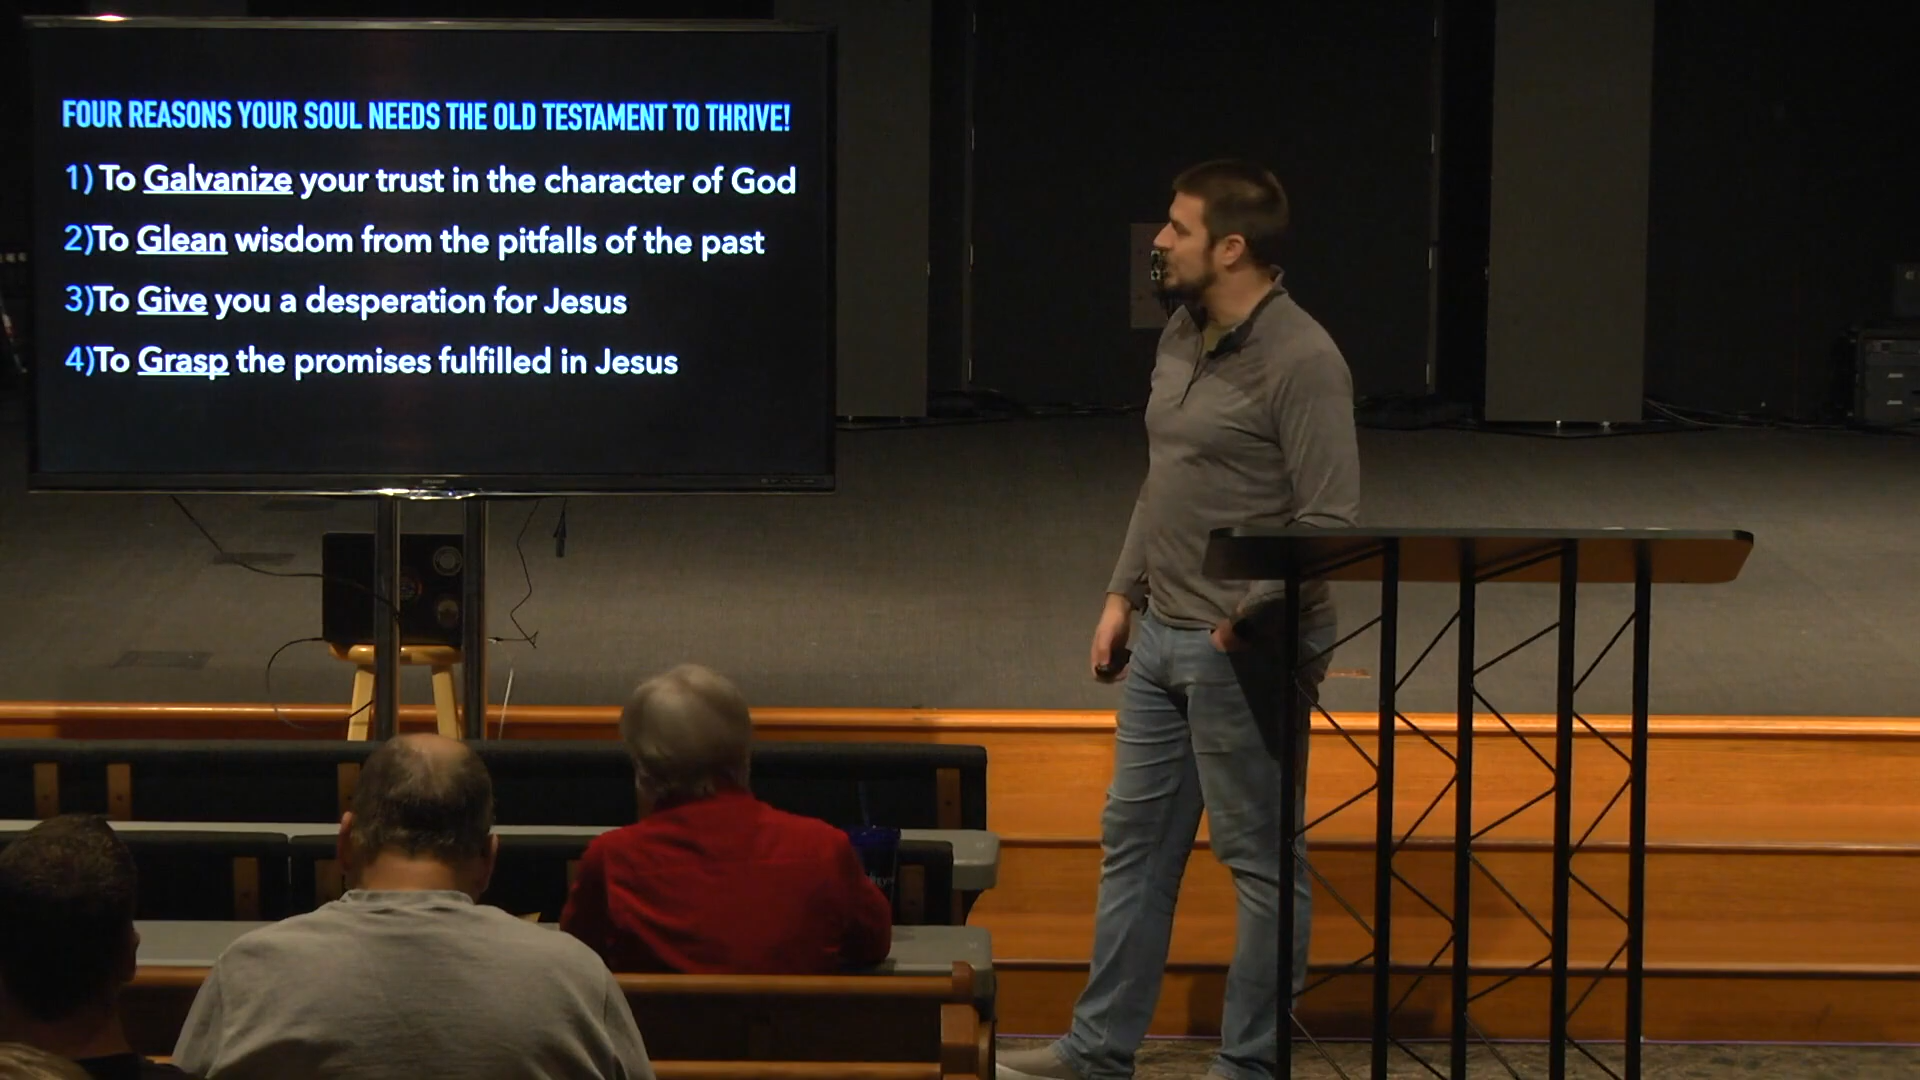 FOUR REASONS YOUR SOUL NEEDS THE OLD TESTAMENT TO THRIVE!
1) To Galvanize your trust in the character of God
2)To Glean wisdom from the pitfalls of the past
3)To Give you a desperation for Jesus
4)To Grasp the promises fulfilled in Jesus